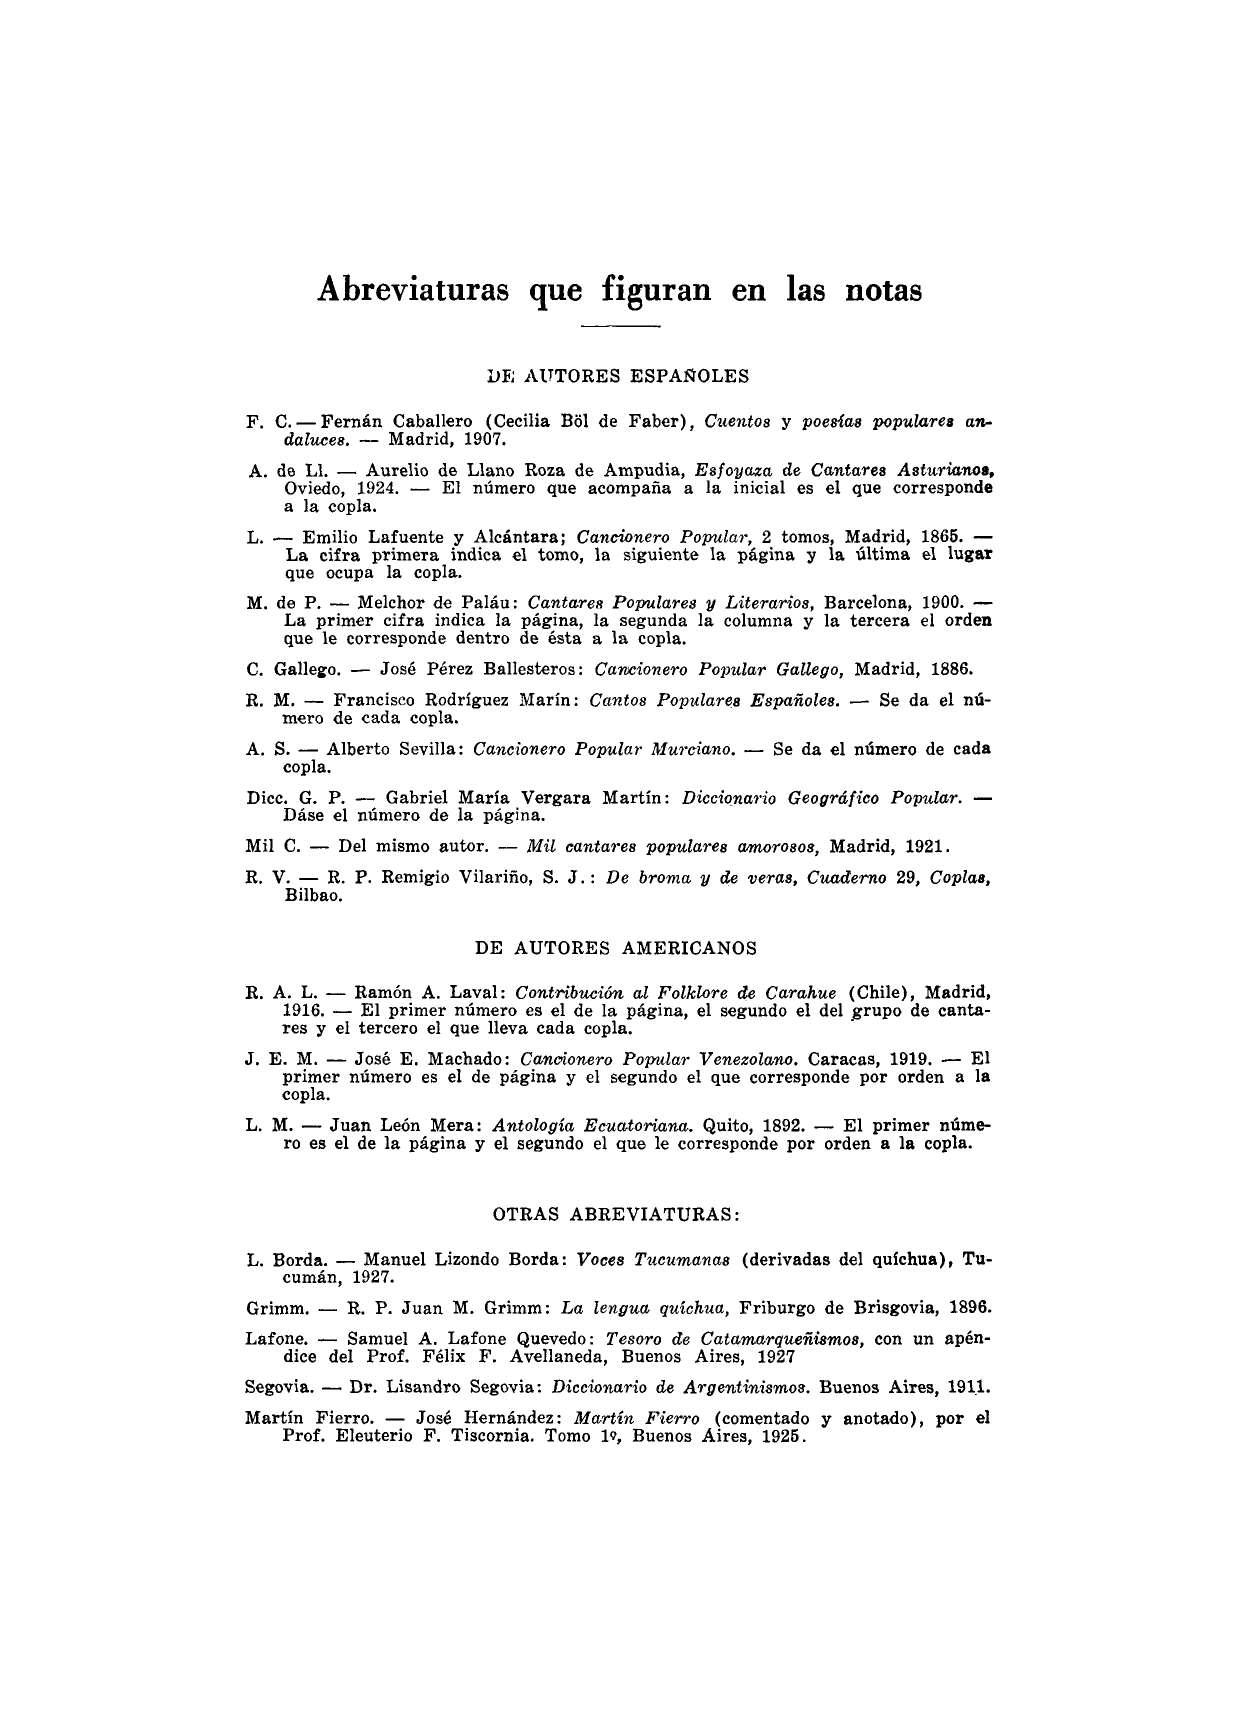 Abreviaturas que figuran en las notas
DE AUTORES ESPAÑOLES
F. C. — Fernán Caballero (Cecilia Böl de Faber), Cuentos y poesías populares an-
daluces. — Madrid, 1907.
A. de Ll. — Aurelio de Llano Roza de Ampudia, Esfoyaza de Cantares Asturianos,
Oviedo, 1924. — El número que acompaña a la inicial es el que corresponde
a la copla.
L. — Emilio Lafuente y Alcántara; Cancionero Popular, 2 tomos, Madrid, 1865. —
La cifra primera indica el tomo, la siguiente la página y la última el lugar
que ocupa la copla.
M. de P. — Melchor de Paláu: Cantares Populares y Literarios, Barcelona, 1900. —
La primer cifra indica la página, la segunda la columna y la tercera el orden
que le corresponde dentro de ésta a la copla.
C. Gallego. — José Pérez Ballesteros: Cancionero Popular Gallego, Madrid, 1886.
R. M. — Francisco Rodríguez Marín: Cantos Populares Españoles. — Se da el nú-
mero de cada copla.
A. S. — Alberto Sevilla: Cancionero Popular Murciano. — Se da el número de cada
copla.
Dicc. G. P. — Gabriel María Vergara Martín: Diccionario Geográfico Popular. —
Dáse el número de la página.
Mil C. — Del mismo autor. — Mil cantares populares amorosos, Madrid, 1921.
R. V. — R. P. Remigio Vilariño, S. J.: De broma y de veras, Cuaderno 29, Coplas,
Bilbao.
DE AUTORES AMERICANOS
R. A. L. — Ramón A. Laval: Contribución al Folklore de Carahue (Chile), Madrid,
1916. — El primer número es el de la página, el segundo el del grupo de canta-
res y el tercero el que lleva cada copla.
J. E. M. — José E. Machado: Cancionero Popular Venezolano. Caracas, 1919. — El
primer número es el de página y el segundo el que corresponde por orden a la
copla.
L. M. — Juan León Mera: Antología Ecuatoriana. Quito, 1892. — El primer núme-
ro es el de la página y el segundo el que le corresponde por orden a la copla.
OTRAS ABREVIATURAS:
L. Borda. — Manuel Lizondo Borda: Voces Tucumanas (derivadas del quíchua), Tu-
cumán, 1927.
Grimm. — R. P. Juan M. Grimm: La lengua quíchua, Friburgo de Brisgovia, 1896.
Lafone. — Samuel A. Lafone Quevedo: Tesoro de Catamarqueñismos, con un apén-
dice del Prof. Félix F. Avellaneda, Buenos Aires, 1927
Segovia. — Dr. Lisandro Segovia: Diccionario de Argentinismos. Buenos Aires, 1911.
Martín Fierro. — José Hernández: Martín Fierro (comentado y anotado), por el
Prof. Eleuterio F. Tiscornia. Tomo 1º, Buenos Aires, 1925.